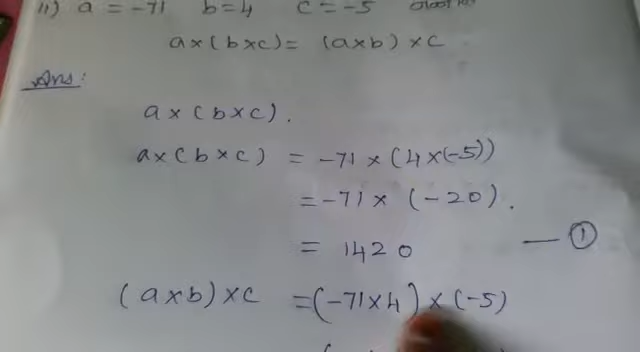 ii) a = -71 b = 4 c = -5
a×(b×c) = (a×b)×c
Ans:
a×(b×c).
a×(b×c) = -71×(4×(-5))
= -71×(-20).
= 1420 — ①
(a×b)×c = (-71×4)×(-5)